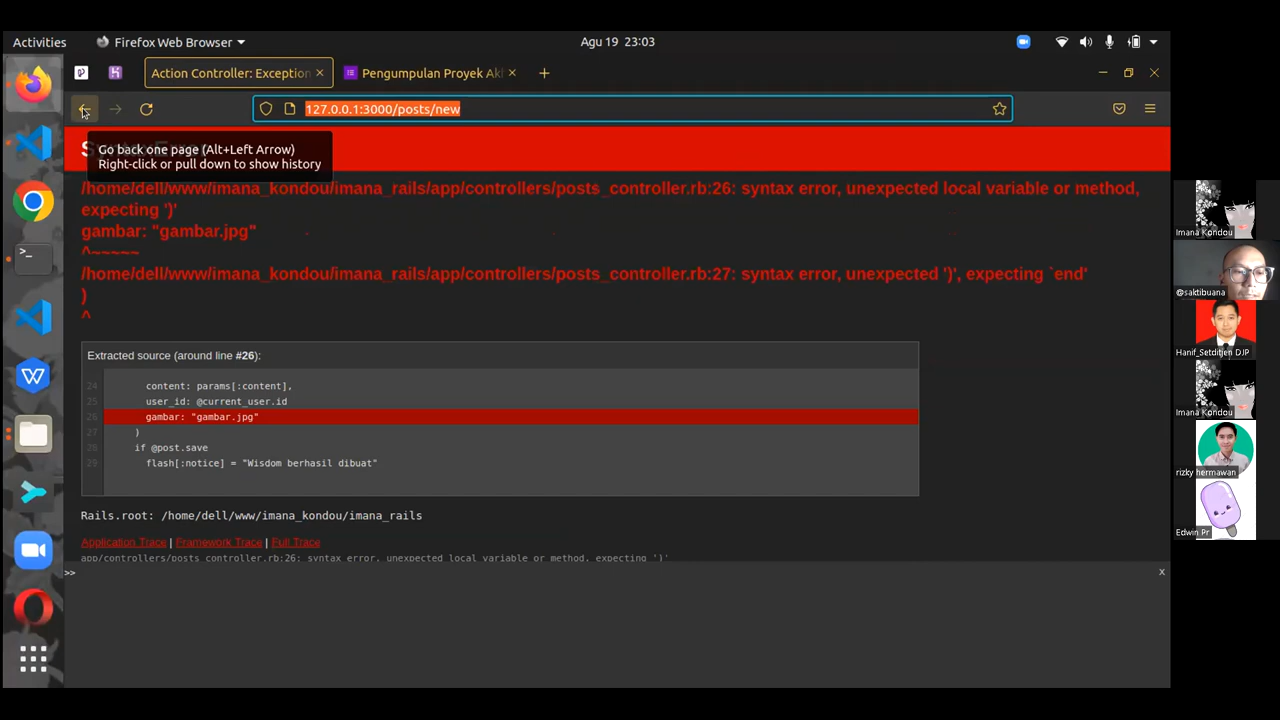 Activities
Firefox Web Browser
Agu 19 23:03
Action Controller: Exception
Pengumpulan Proyek Ak
127.0.0.1:3000/posts/new
Go back one page (Alt+Left Arrow)
Right-click or pull down to show history
/home/dell/www/imana_kondou/imana_rails/app/controllers/posts_controller.rb:26: syntax error, unexpected local variable or method,
expecting ')'
gambar: "gambar.jpg"
^~~~~~
/home/dell/www/imana_kondou/imana_rails/app/controllers/posts_controller.rb:27: syntax error, unexpected ')', expecting `end'
)
^
Extracted source (around line #26):
24 content: params[:content],
25 user_id: @current_user.id
26 gambar: "gambar.jpg"
27 )
28 if @post.save
29 flash[:notice] = "Wisdom berhasil dibuat"
Rails.root: /home/dell/www/imana_kondou/imana_rails
Application Trace | Framework Trace | Full Trace
app/controllers/posts_controller.rb:26: syntax error, unexpected local variable or method, expecting ')'
>>
x
Imana Kondou
@saktibuana
Hanif_Setditjen DJP
Imana Kondou
rizky hermawan
Edwin Pr